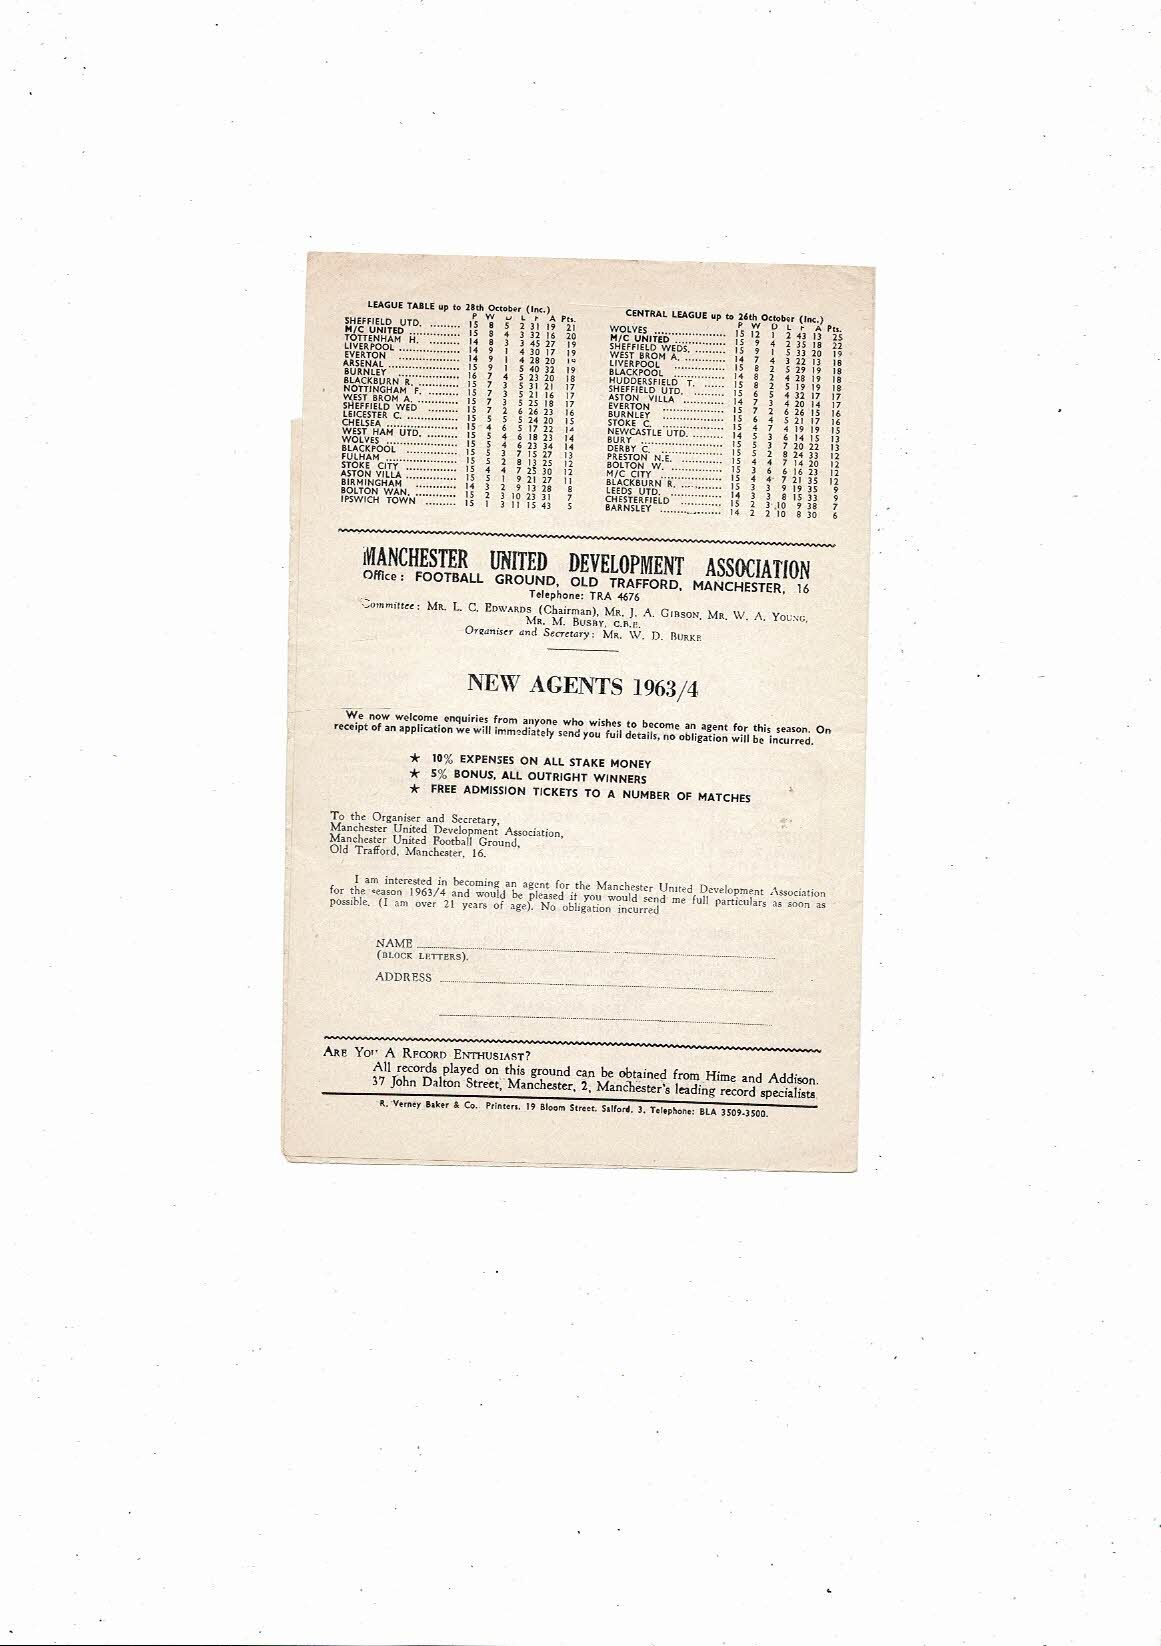 LEAGUE TABLE up to 28th October (Inc.)
P W D L F A Pts.
SHEFFIELD UTD. ......... 15 8 5 2 31 19 21
M/C UNITED ............... 15 8 4 3 32 16 20
TOTTENHAM H. ......... 14 8 3 3 45 27 19
LIVERPOOL .................. 14 9 1 4 30 17 19
EVERTON .................. 14 9 1 4 28 20 19
ARSENAL .................. 15 9 1 5 40 32 19
BURNLEY .................. 16 7 4 5 23 20 18
BLACKBURN R. ............ 15 7 3 5 31 21 17
NOTTINGHAM F. ......... 15 7 3 5 21 16 17
WEST BROM A. ............ 15 7 3 5 25 18 17
SHEFFIELD WED ......... 15 7 2 6 26 23 16
LEICESTER C. ............... 15 5 5 5 24 20 15
CHELSEA .................. 15 4 6 5 17 22 14
WEST HAM UTD. ......... 15 5 4 6 18 23 14
WOLVES .................. 15 5 4 6 23 34 14
BLACKPOOL ............... 15 5 3 7 15 27 13
FULHAM .................. 15 5 2 8 13 25 12
STOKE CITY ............... 15 4 4 7 25 30 12
ASTON VILLA ............... 15 5 1 9 21 27 11
BIRMINGHAM ............ 14 3 2 9 13 28 8
BOLTON WAN. ............ 15 2 3 10 23 31 7
IPSWICH TOWN ......... 15 1 3 11 15 43 5
CENTRAL LEAGUE up to 26th October (Inc.)
P W D L F A Pts.
WOLVES .................. 15 12 1 2 43 13 25
M/C UNITED ............... 15 9 4 2 35 18 22
SHEFFIELD WEDS. ......... 15 9 1 5 33 20 19
WEST BROM A. ............ 14 7 4 3 22 13 18
LIVERPOOL ............... 15 8 2 5 29 19 18
BLACKPOOL ............... 14 8 2 4 28 19 18
HUDDERSFIELD T. ...... 15 8 2 5 19 19 18
SHEFFIELD UTD. ............ 15 6 5 4 32 17 17
ASTON VILLA ............... 14 7 3 4 20 14 17
EVERTON .................. 15 7 2 6 26 15 16
BURNLEY .................. 15 6 4 5 21 17 16
STOKE C. .................. 15 4 7 4 19 19 15
NEWCASTLE UTD. ......... 14 5 3 6 14 15 13
BURY ..................... 15 5 3 7 20 22 13
DERBY C. .................. 15 5 2 8 24 33 12
PRESTON N.E. ............ 15 4 4 7 14 20 12
BOLTON W. ............... 15 3 6 6 16 23 12
M/C CITY .................. 15 4 4 7 21 35 12
BLACKBURN R. ............ 15 3 3 9 19 35 9
LEEDS UTD. ............... 14 3 3 8 15 33 9
CHESTERFIELD ............ 15 2 3 10 9 38 7
BARNSLEY .................. 14 2 2 10 8 30 6
MANCHESTER UNITED DEVELOPMENT ASSOCIATION
Office: FOOTBALL GROUND, OLD TRAFFORD, MANCHESTER, 16
Telephone: TRA 4676
Committee: MR. L. C. EDWARDS (Chairman), MR. J. A. GIBSON, MR. W. A. YOUNG,
MR. M. BUSBY, C.B.E.
Organiser and Secretary: MR. W. D. BURKE
NEW AGENTS 1963/4
We now welcome enquiries from anyone who wishes to become an agent for this season. On
receipt of an application we will immediately send you full details, no obligation will be incurred.
★ 10% EXPENSES ON ALL STAKE MONEY
★ 5% BONUS, ALL OUTRIGHT WINNERS
★ FREE ADMISSION TICKETS TO A NUMBER OF MATCHES
To the Organiser and Secretary,
Manchester United Development Association,
Manchester United Football Ground,
Old Trafford, Manchester, 16.
I am interested in becoming an agent for the Manchester United Development Association
for the season 1963/4 and would be pleased if you would send me full particulars as soon as
possible. (I am over 21 years of age). No obligation incurred
NAME
(BLOCK LETTERS).
ADDRESS
ARE YOU A RECORD ENTHUSIAST?
All records played on this ground can be obtained from Hime and Addison.
37 John Dalton Street, Manchester, 2, Manchester's leading record specialists
R. Verney Baker & Co. Printers, 19 Bloom Street, Salford, 3, Telephone: BLA 3509-3500.